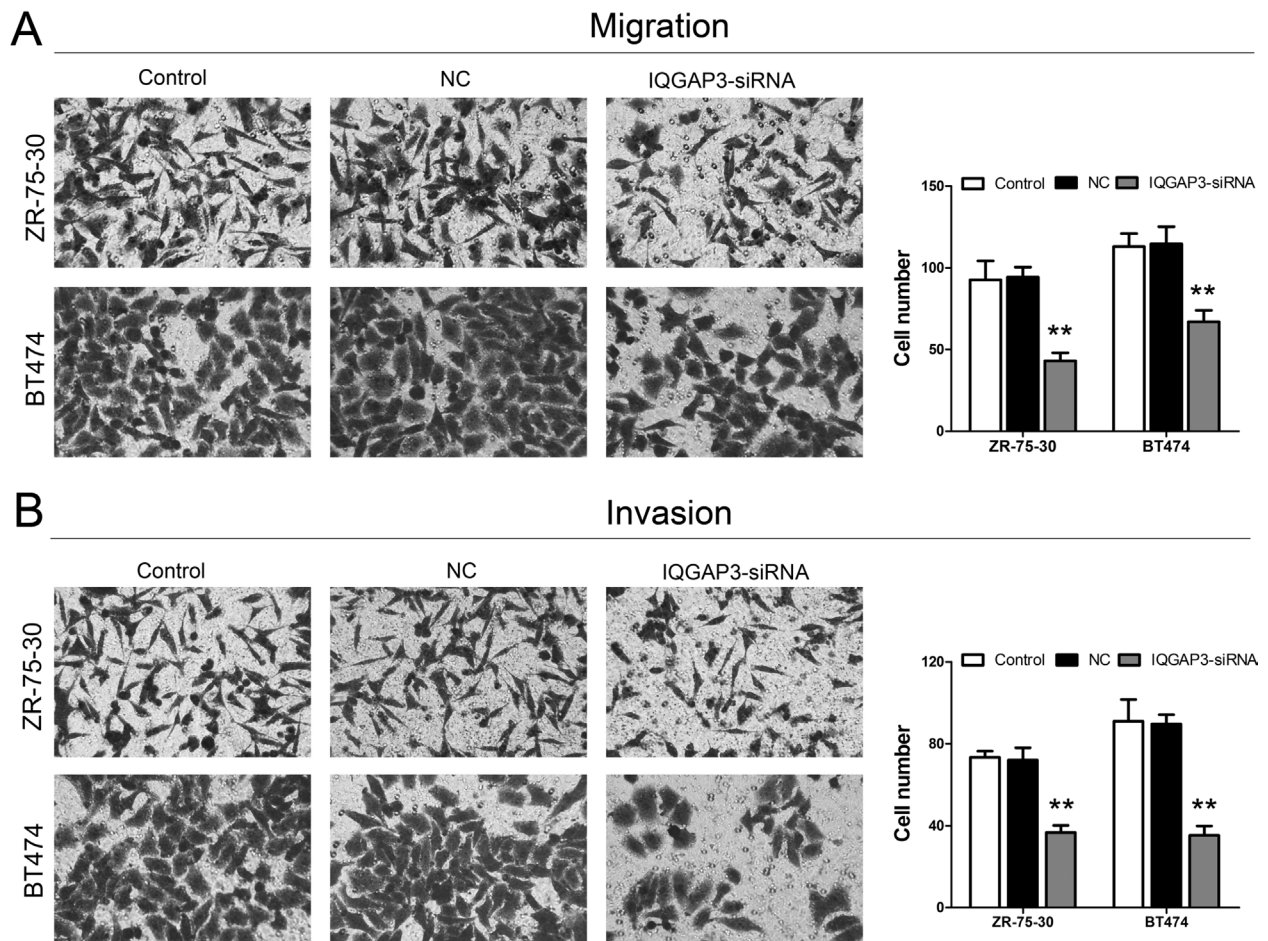 A
Migration
Control NC IQGAP3-siRNA
ZR-75-30
BT474
Control NC IQGAP3-siRNA
150
100
50
0
Cell number
** **
ZR-75-30 BT474
B
Invasion
Control NC IQGAP3-siRNA
ZR-75-30
BT474
Control NC IQGAP3-siRNA
120
80
40
0
Cell number
** **
ZR-75-30 BT474